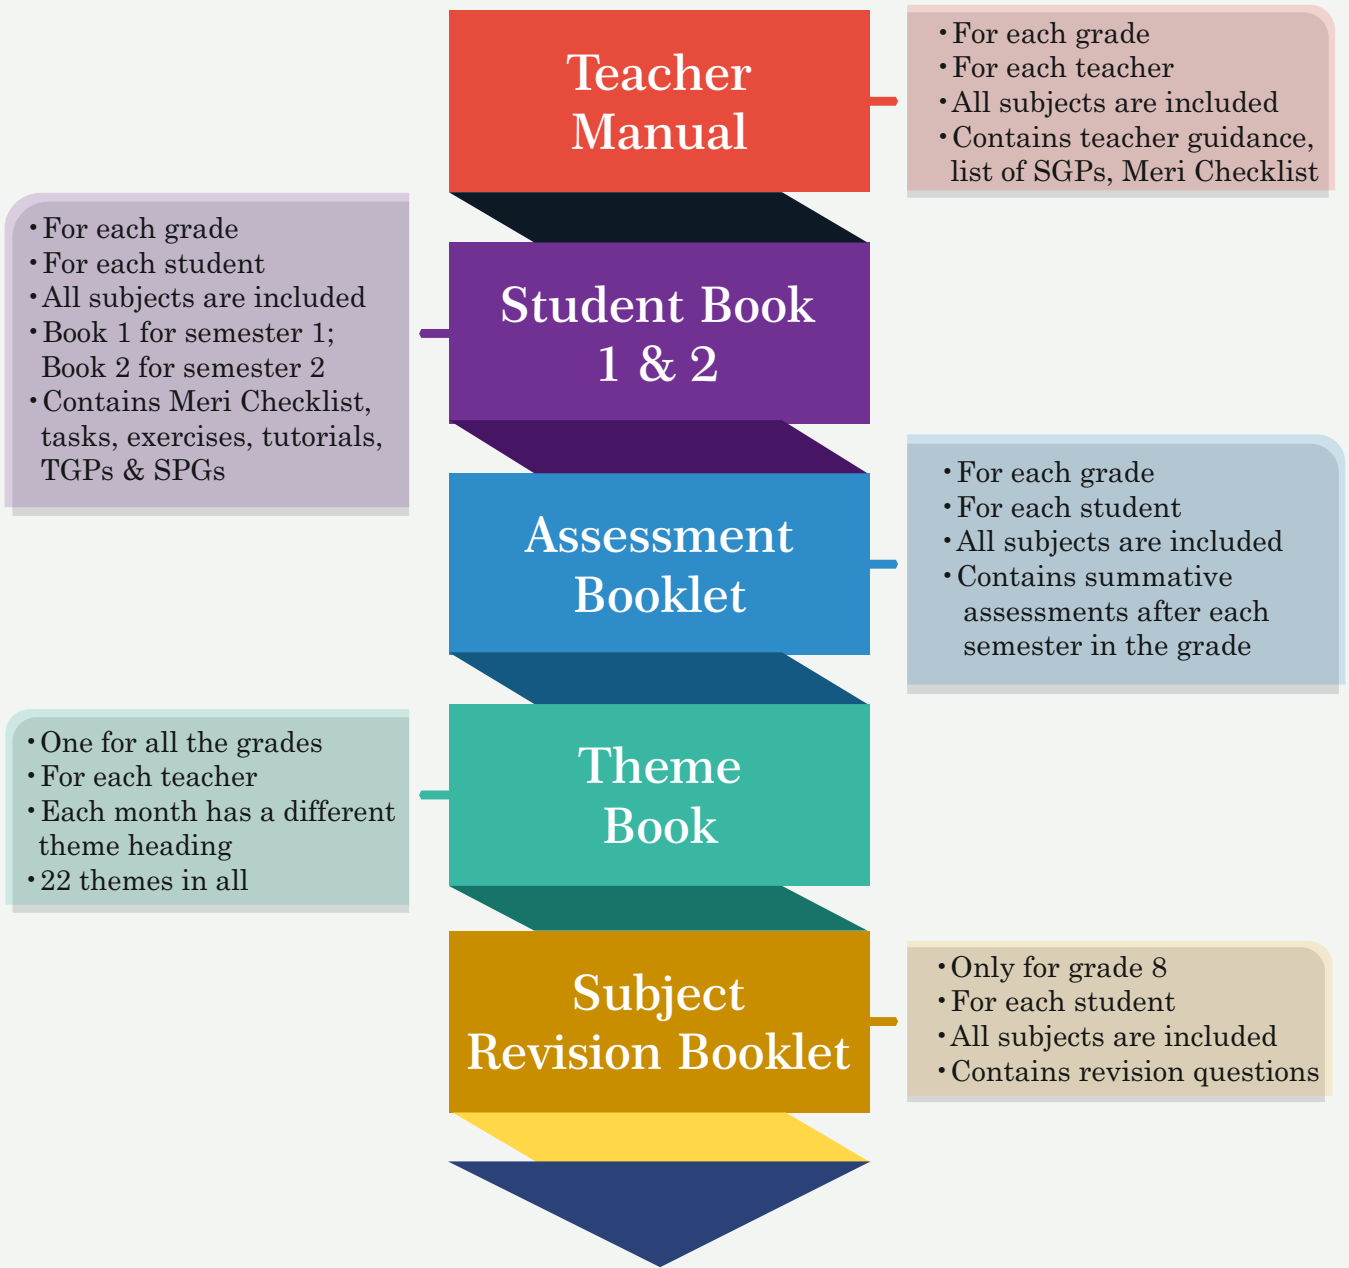 Teacher
Manual
• For each grade
• For each teacher
• All subjects are included
• Contains teacher guidance,
list of SGPs, Meri Checklist
Student Book
1 & 2
• For each grade
• For each student
• All subjects are included
• Book 1 for semester 1;
Book 2 for semester 2
• Contains Meri Checklist,
tasks, exercises, tutorials,
TGPs & SPGs
Assessment
Booklet
• For each grade
• For each student
• All subjects are included
• Contains summative
assessments after each
semester in the grade
Theme
Book
• One for all the grades
• For each teacher
• Each month has a different
theme heading
• 22 themes in all
Subject
Revision Booklet
• Only for grade 8
• For each student
• All subjects are included
• Contains revision questions